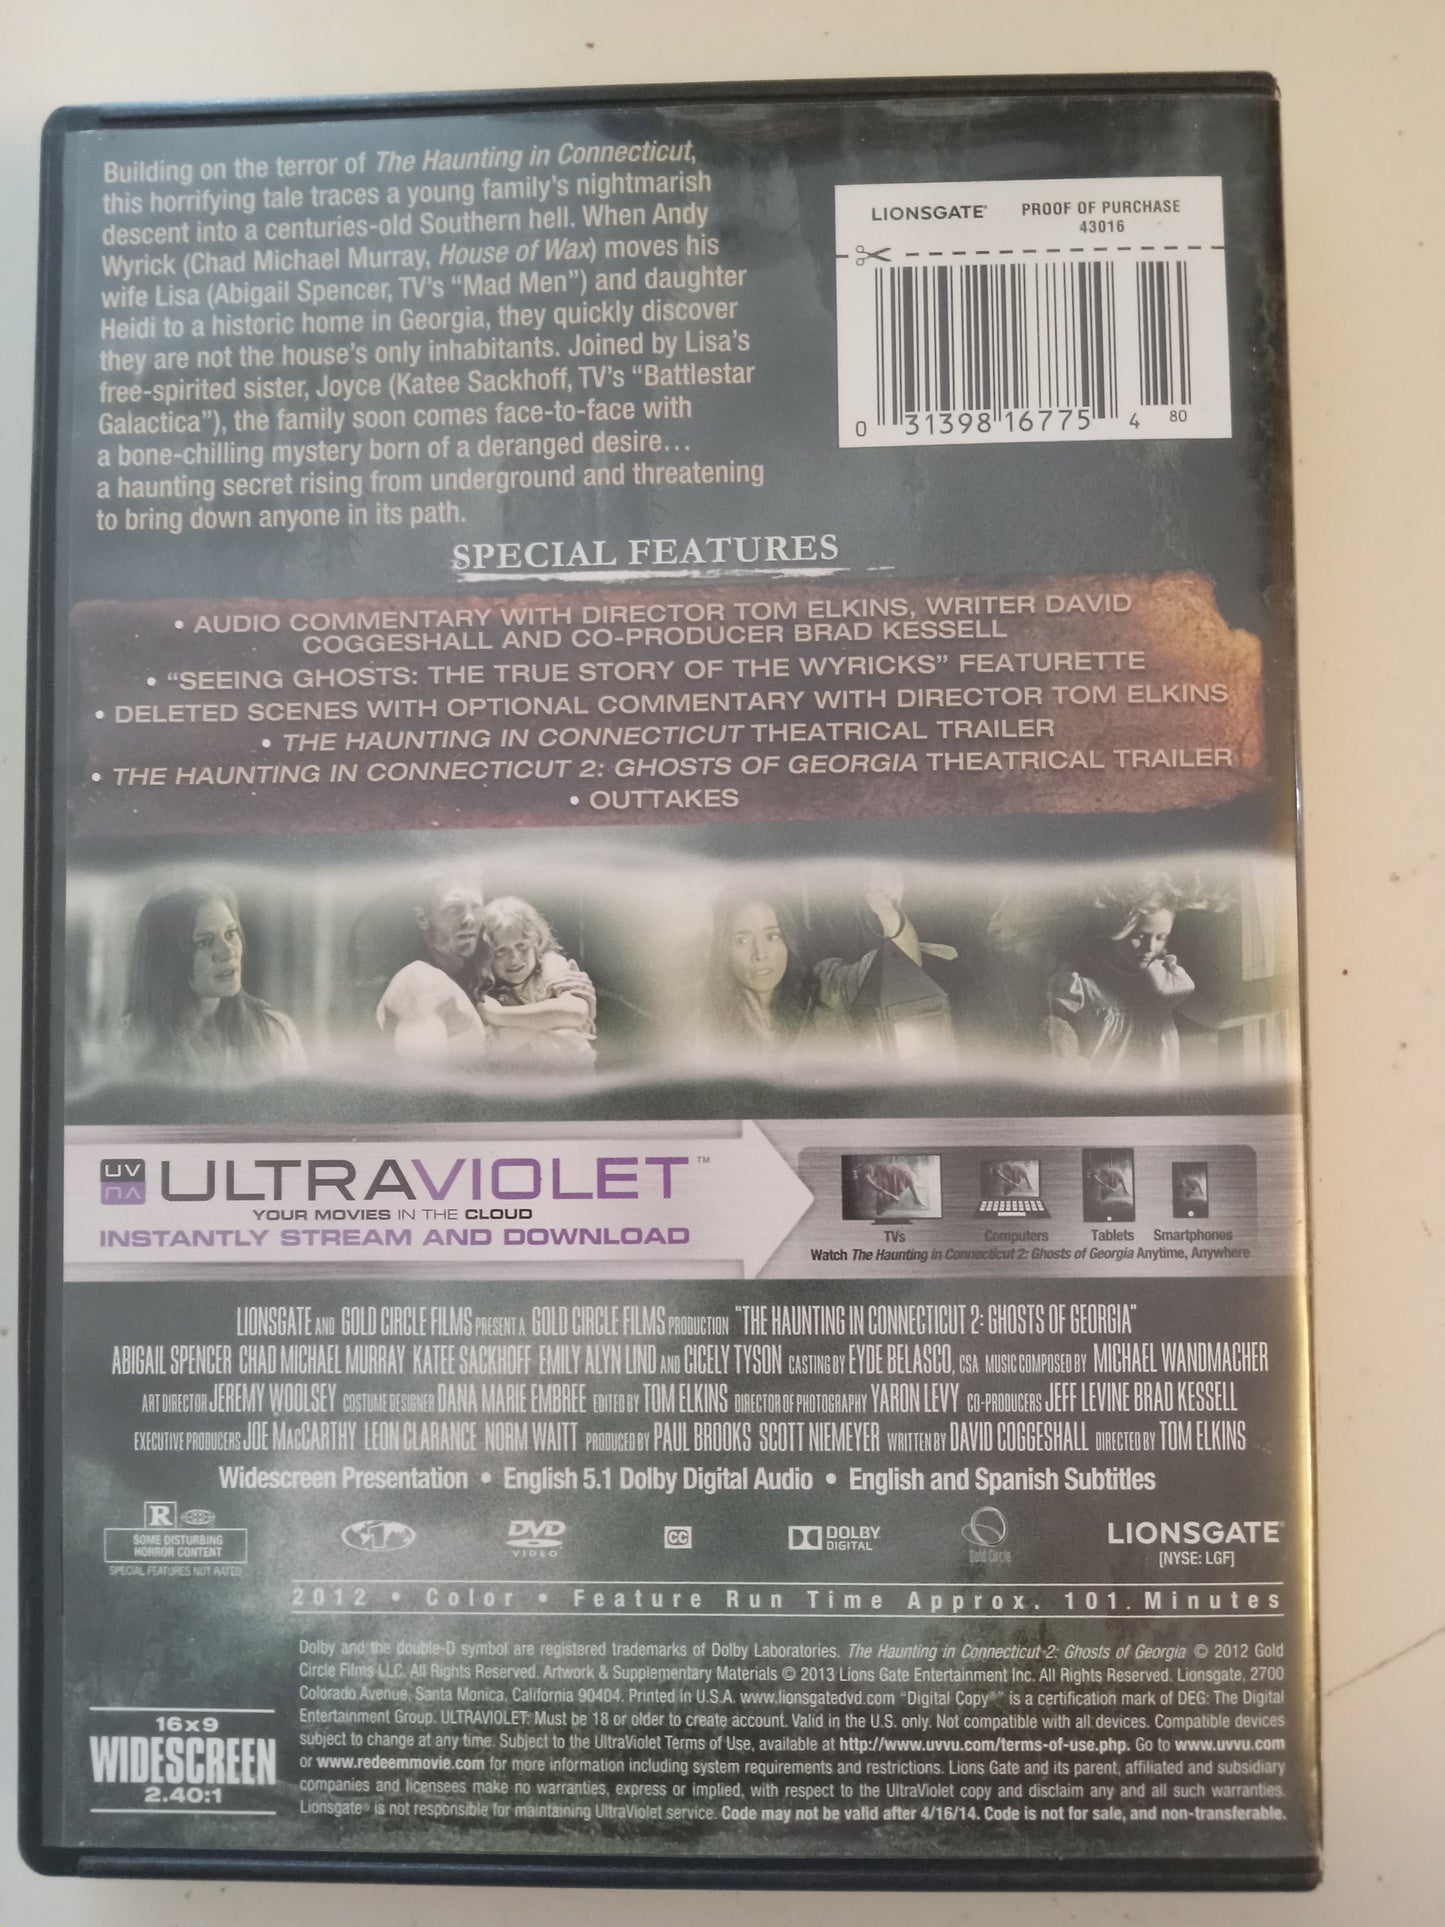 Building on the terror of The Haunting in Connecticut,
this horrifying tale traces a young family's nightmarish
descent into a centuries-old Southern hell. When Andy
Wyrick (Chad Michael Murray, House of Wax) moves his
wife Lisa (Abigail Spencer, TV's “Mad Men”) and daughter
Heidi to a historic home in Georgia, they quickly discover
they are not the house's only inhabitants. Joined by Lisa's
free-spirited sister, Joyce (Katee Sackhoff, TV's “Battlestar
Galactica”), the family soon comes face-to-face with
a bone-chilling mystery born of a deranged desire...
a haunting secret rising from underground and threatening
to bring down anyone in its path.
LIONSGATE® PROOF OF PURCHASE
43016
0 31398 16775 4 80
SPECIAL FEATURES
• AUDIO COMMENTARY WITH DIRECTOR TOM ELKINS, WRITER DAVID
COGGESHALL AND CO-PRODUCER BRAD KESSELL
• “SEEING GHOSTS: THE TRUE STORY OF THE WYRICKS” FEATURETTE
• DELETED SCENES WITH OPTIONAL COMMENTARY WITH DIRECTOR TOM ELKINS
• THE HAUNTING IN CONNECTICUT THEATRICAL TRAILER
• THE HAUNTING IN CONNECTICUT 2: GHOSTS OF GEORGIA THEATRICAL TRAILER
• OUTTAKES
UV ULTRAVIOLET™
YOUR MOVIES IN THE CLOUD
INSTANTLY STREAM AND DOWNLOAD
TVs Computers Tablets Smartphones
Watch The Haunting in Connecticut 2: Ghosts of Georgia Anytime, Anywhere
LIONSGATE AND GOLD CIRCLE FILMS PRESENT A GOLD CIRCLE FILMS PRODUCTION "THE HAUNTING IN CONNECTICUT 2: GHOSTS OF GEORGIA"
ABIGAIL SPENCER CHAD MICHAEL MURRAY KATEE SACKHOFF EMILY ALYN LIND AND CICELY TYSON CASTING BY EYDE BELASCO, CSA MUSIC COMPOSED BY MICHAEL WANDMACHER
ART DIRECTOR JEREMY WOOLSEY COSTUME DESIGNER DANA MARIE EMBREE EDITED BY TOM ELKINS DIRECTOR OF PHOTOGRAPHY YARON LEVY CO-PRODUCERS JEFF LEVINE BRAD KESSELL
EXECUTIVE PRODUCERS JOE MACCARTHY LEON CLARANCE NORM WAITT PRODUCED BY PAUL BROOKS SCOTT NIEMEYER WRITTEN BY DAVID COGGESHALL DIRECTED BY TOM ELKINS
Widescreen Presentation • English 5.1 Dolby Digital Audio • English and Spanish Subtitles
R
SOME DISTURBING
HORROR CONTENT
SPECIAL FEATURES NOT RATED
1
DVD
VIDEO
CC
DOLBY
DIGITAL
Gold Circle
LIONSGATE®
[NYSE: LGF]
2012 • Color • Feature Run Time Approx. 101. Minutes
Dolby and the double-D symbol are registered trademarks of Dolby Laboratories. The Haunting in Connecticut 2: Ghosts of Georgia © 2012 Gold
Circle Films LLC. All Rights Reserved. Artwork & Supplementary Materials © 2013 Lions Gate Entertainment Inc. All Rights Reserved. Lionsgate, 2700
Colorado Avenue, Santa Monica, California 90404. Printed in U.S.A. www.lionsgatedvd.com “Digital Copy®” is a certification mark of DEG: The Digital
Entertainment Group. ULTRAVIOLET: Must be 18 or older to create account. Valid in the U.S. only. Not compatible with all devices. Compatible devices
subject to change at any time. Subject to the UltraViolet Terms of Use, available at http://www.uvvu.com/terms-of-use.php. Go to www.uvvu.com
or www.redeemmovie.com for more information including system requirements and restrictions. Lions Gate and its parent, affiliated and subsidiary
companies and licensees make no warranties, express or implied, with respect to the UltraViolet copy and disclaim any and all such warranties.
Lionsgate® is not responsible for maintaining UltraViolet service. Code may not be valid after 4/16/14. Code is not for sale, and non-transferable.
16x9
WIDESCREEN
2.40:1